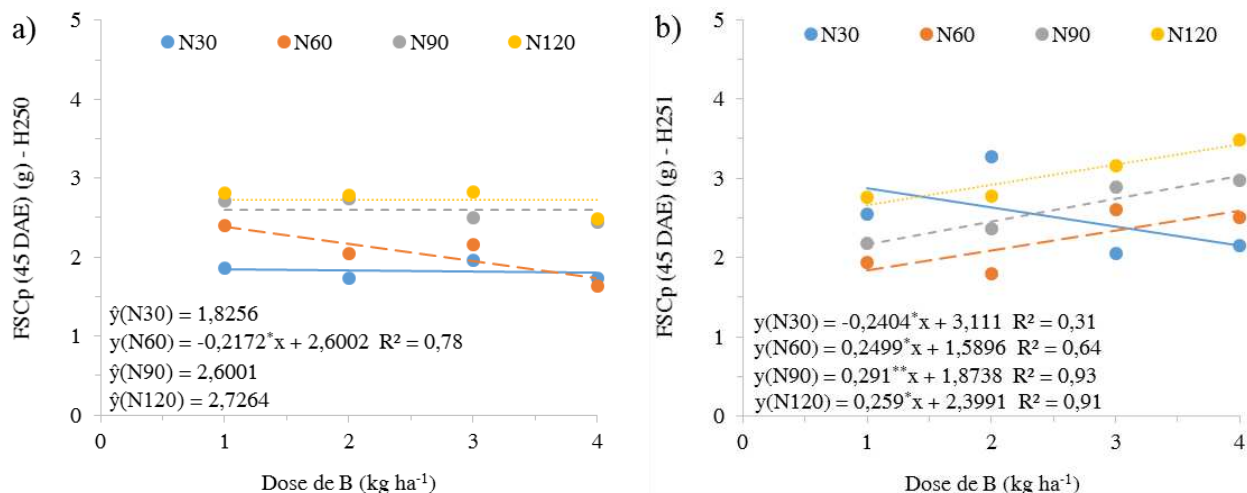 a)
N30 N60 N90 N120
FSCp (45 DAE) (g) - H250
5
4
3
2
1
0
ŷ(N30) = 1,8256
y(N60) = -0,2172*x + 2,6002 R² = 0,78
ŷ(N90) = 2,6001
ŷ(N120) = 2,7264
0 1 2 3 4
Dose de B (kg ha⁻¹)
b)
N30 N60 N90 N120
FSCp (45 DAE) (g) - H251
5
4
3
2
1
0
y(N30) = -0,2404*x + 3,111 R² = 0,31
y(N60) = 0,2499*x + 1,5896 R² = 0,64
y(N90) = 0,291**x + 1,8738 R² = 0,93
y(N120) = 0,259*x + 2,3991 R² = 0,91
0 1 2 3 4
Dose de B (kg ha⁻¹)